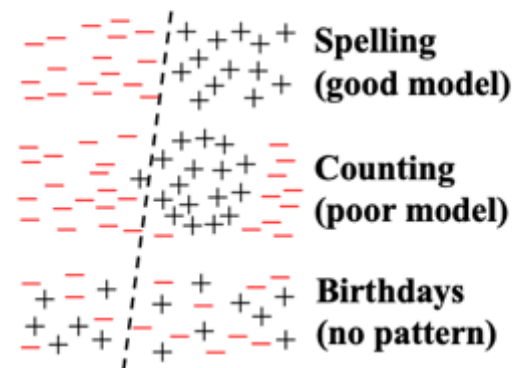 Spelling
(good model)
Counting
(poor model)
Birthdays
(no pattern)